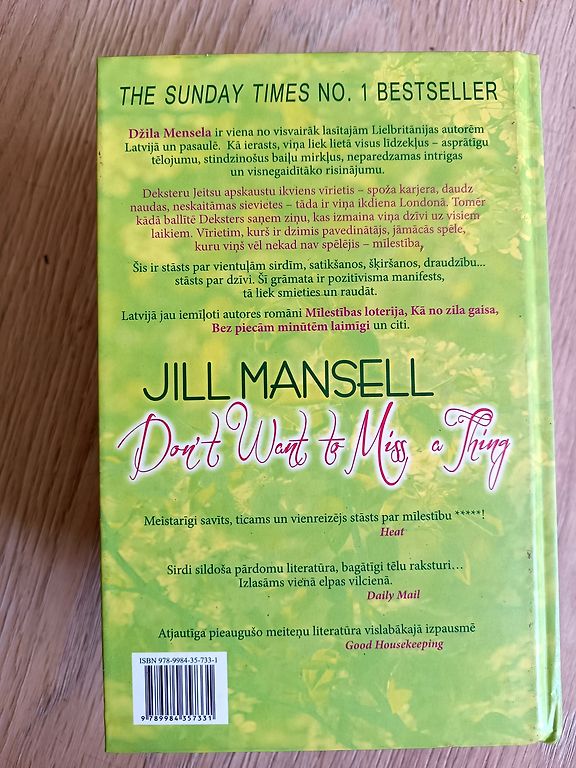 THE SUNDAY TIMES NO. 1 BESTSELLER
Džila Mensela ir viena no visvairāk lasītajām Lielbritānijas autorēm
Latvijā un pasaulē. Kā ierasts, viņa liek lietā visus līdzekļus – asprātīgu
tēlojumu, stindzinošus baiļu mirkļus, neparedzamas intrigas
un visnegaidītāko risinājumu.
Deksteru Jeitsu apskaustu ikviens vīrietis – spoža karjera, daudz
naudas, neskaitāmas sievietes – tāda ir viņa ikdiena Londonā. Tomēr
kādā ballītē Deksters saņem ziņu, kas izmaina viņa dzīvi uz visiem
laikiem. Vīrietim, kurš ir dzimis pavedinātājs, jāmācās spēle,
kuru viņš vēl nekad nav spēlējis – mīlestība,
Šis ir stāsts par vientuļām sirdīm, satikšanos, šķiršanos, draudzību...
stāsts par dzīvi. Šī grāmata ir pozitīvisma manifests,
tā liek smieties un raudāt.
Latvijā jau iemīļoti autores romāni Mīlestības loterija, Kā no zila gaisa,
Bez piecām minūtēm laimīgi un citi.
JILL MANSELL
Don't Want to Miss a Thing
Meistarīgi savīts, ticams un vienreizējs stāsts par mīlestību *****!
Heat
Sirdi sildoša pārdomu literatūra, bagātīgi tēlu raksturi...
Izlasāms vienā elpas vilcienā.
Daily Mail
Atjautīga pieaugušo meiteņu literatūra vislabākajā izpausmē
Good Housekeeping
ISBN 978-9984-35-733-1
9 789984 357331